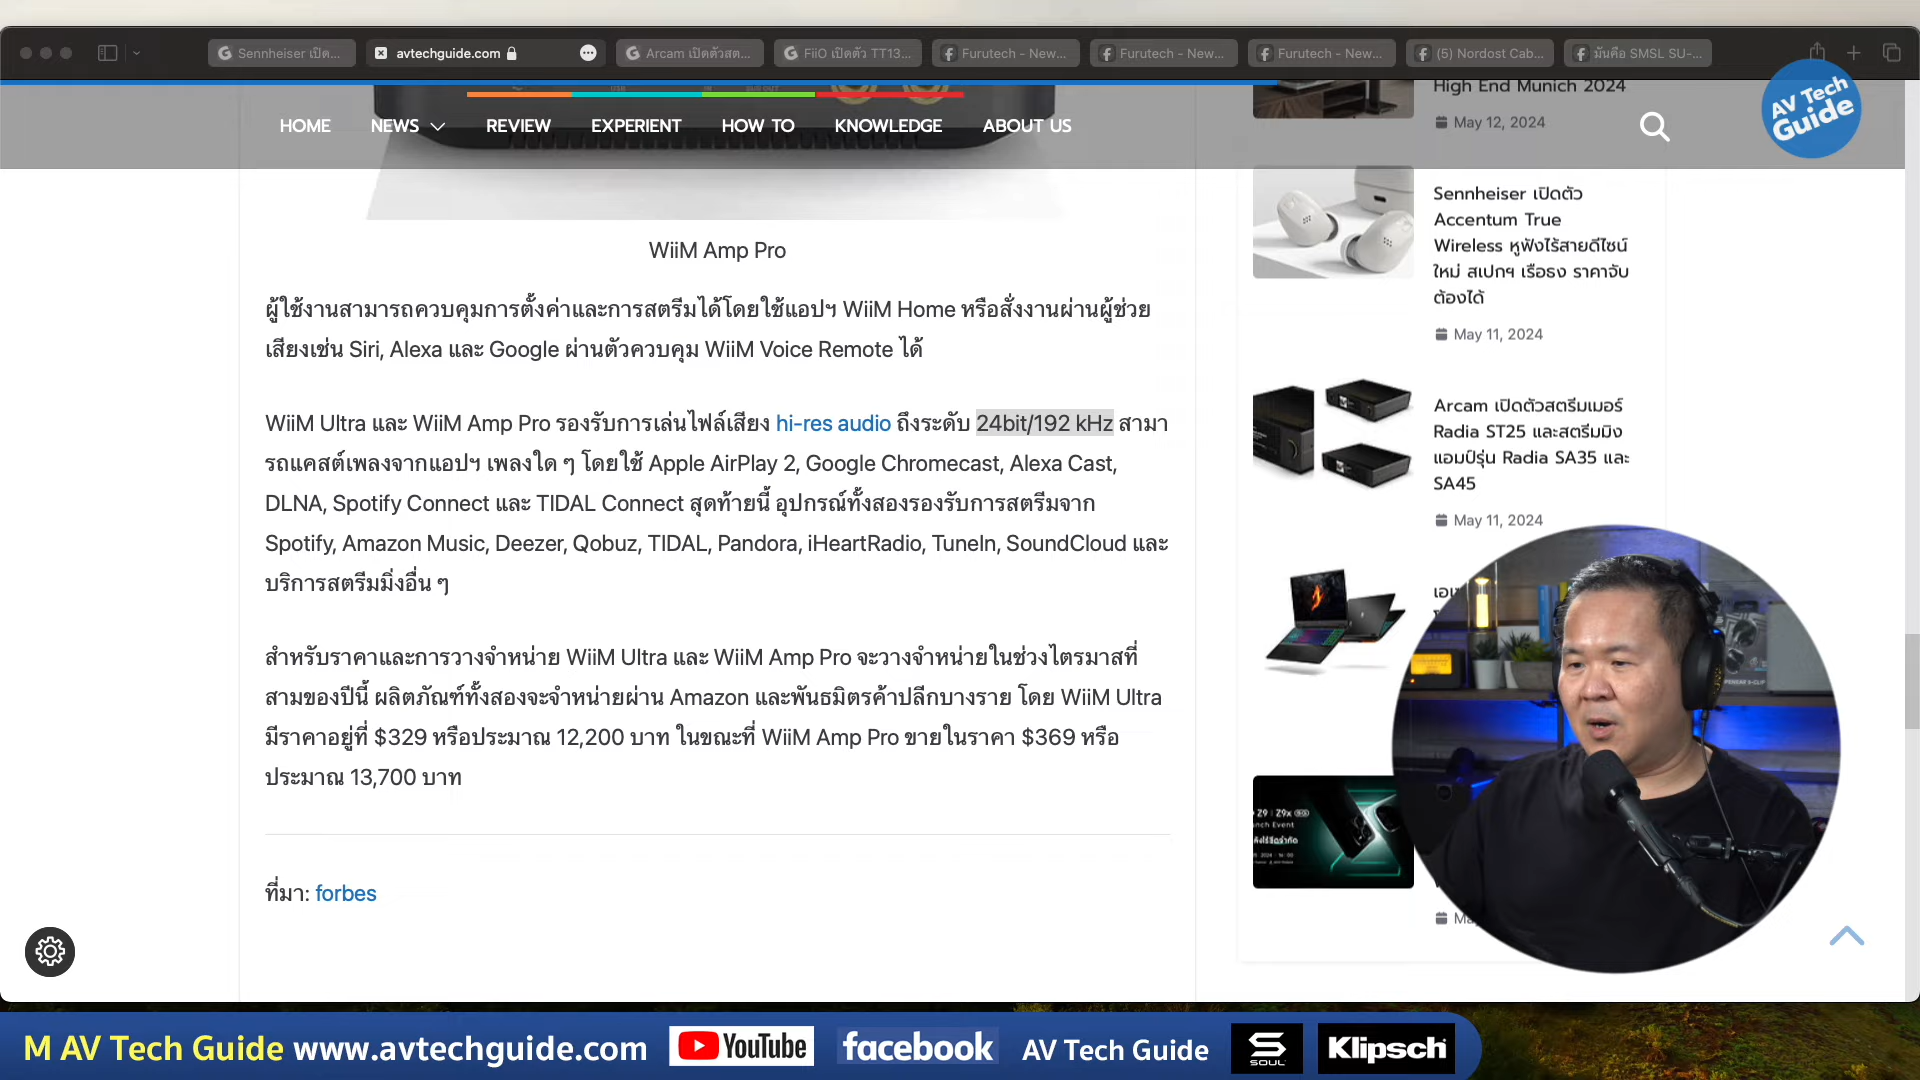 Sennheiser เปิด...
avtechguide.com
Arcam เปิดตัวสต...
FiiO เปิดตัว TT13...
Furutech - New...
Furutech - New...
Furutech - New...
(5) Nordost Cab...
มันคือ SMSL SU-...
HOME
NEWS
REVIEW
EXPERIENT
HOW TO
KNOWLEDGE
ABOUT US
AV Tech
Guide
WiiM Amp Pro
ผู้ใช้งานสามารถควบคุมการตั้งค่าและการสตรีมได้โดยใช้แอปฯ WiiM Home หรือสั่งงานผ่านผู้ช่วย
เสียงเช่น Siri, Alexa และ Google ผ่านตัวควบคุม WiiM Voice Remote ได้
WiiM Ultra และ WiiM Amp Pro รองรับการเล่นไฟล์เสียง hi-res audio ถึงระดับ 24bit/192 kHz สามา
รถแคสต์เพลงจากแอปฯ เพลงใด ๆ โดยใช้ Apple AirPlay 2, Google Chromecast, Alexa Cast,
DLNA, Spotify Connect และ TIDAL Connect สุดท้ายนี้ อุปกรณ์ทั้งสองรองรับการสตรีมจาก
Spotify, Amazon Music, Deezer, Qobuz, TIDAL, Pandora, iHeartRadio, TuneIn, SoundCloud และ
บริการสตรีมมิ่งอื่น ๆ
สำหรับราคาและการวางจำหน่าย WiiM Ultra และ WiiM Amp Pro จะวางจำหน่ายในช่วงไตรมาสที่
สามของปีนี้ ผลิตภัณฑ์ทั้งสองจะจำหน่ายผ่าน Amazon และพันธมิตรค้าปลีกบางราย โดย WiiM Ultra
มีราคาอยู่ที่ $329 หรือประมาณ 12,200 บาท ในขณะที่ WiiM Amp Pro ขายในราคา $369 หรือ
ประมาณ 13,700 บาท
ที่มา: forbes
High End Munich 2024
May 12, 2024
Sennheiser เปิดตัว
Accentum True
Wireless หูฟังไร้สายดีไซน์
ใหม่ สเปกฯ เรือธง ราคาจับ
ต้องได้
May 11, 2024
Arcam เปิดตัวสตรีมเมอร์
Radia ST25 และสตรีมมิง
แอมป์รุ่น Radia SA35 และ
SA45
May 11, 2024
Z9 | Z9x
M AV Tech Guide www.avtechguide.com
YouTube
facebook
AV Tech Guide
SOUL
Klipsch